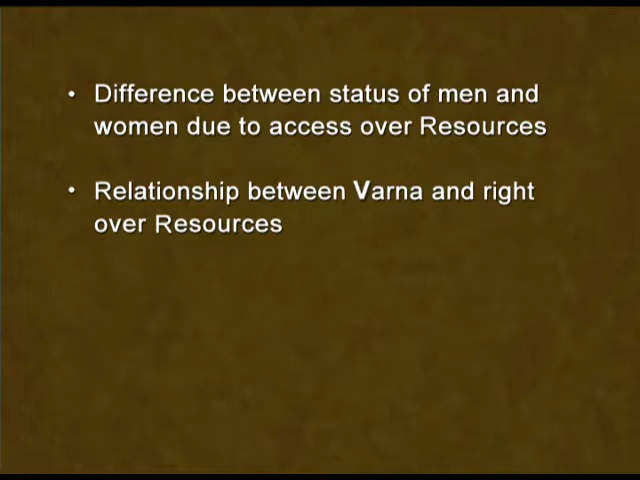 • Difference between status of men and
women due to access over Resources
• Relationship between Varna and right
over Resources